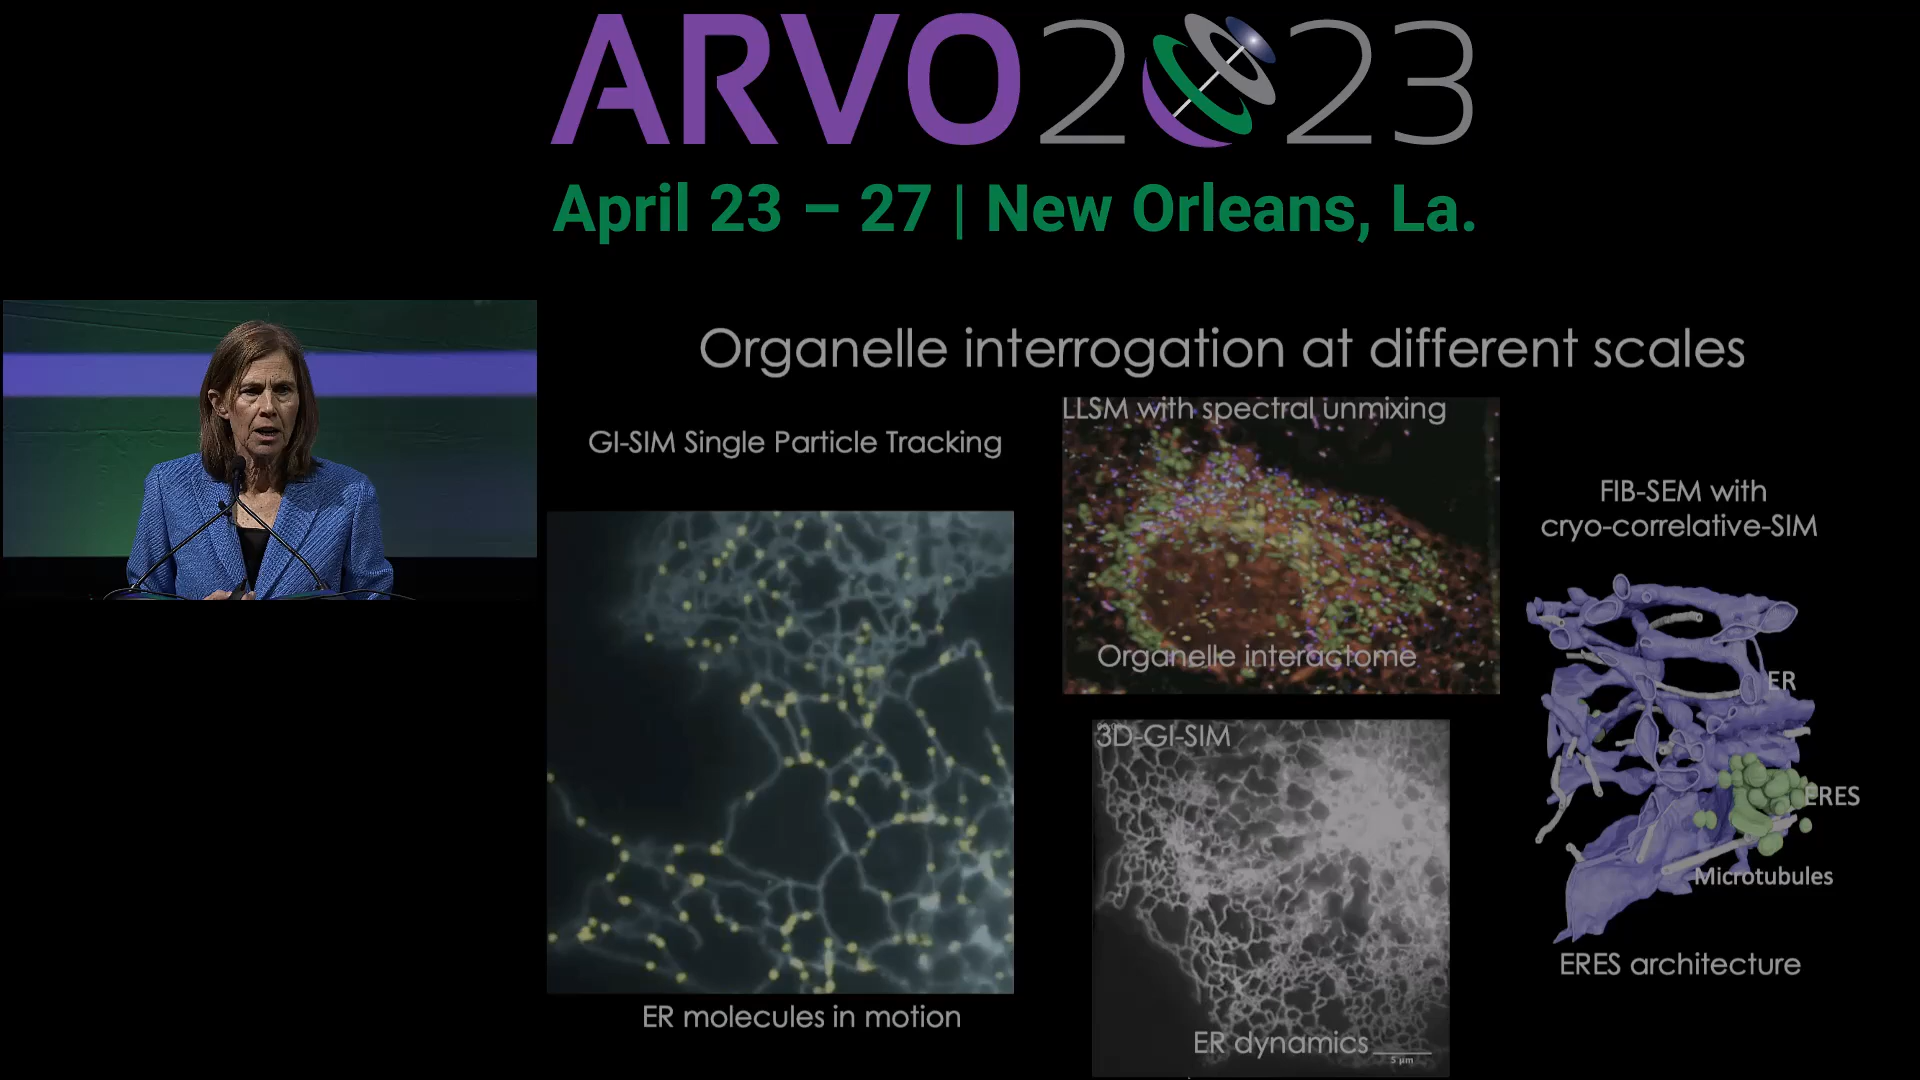 ARVO2023
April 23 – 27 | New Orleans, La.
Organelle interrogation at different scales
GI-SIM Single Particle Tracking
ER molecules in motion
LLSM with spectral unmixing
Organelle interactome
3D-GI-SIM
ER dynamics
5 µm
FIB-SEM with
cryo-correlative-SIM
ER
ERES
Microtubules
ERES architecture